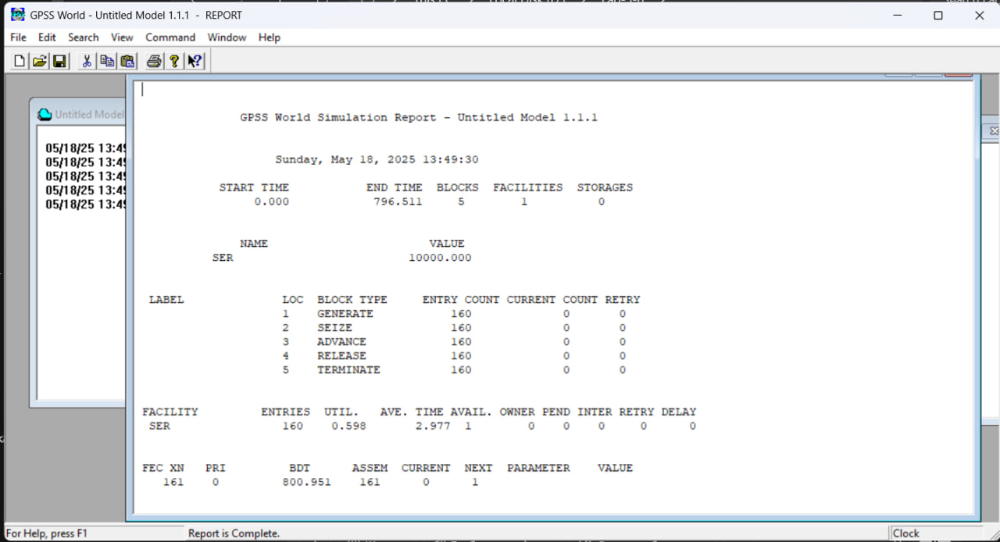 GPSS World - Untitled Model 1.1.1 - REPORT
File Edit Search View Command Window Help
Untitled Model
05/18/25 13:49
05/18/25 13:49
05/18/25 13:49
05/18/25 13:49
05/18/25 13:49
GPSS World Simulation Report - Untitled Model 1.1.1
Sunday, May 18, 2025 13:49:30
START TIME END TIME BLOCKS FACILITIES STORAGES
0.000 796.511 5 1 0
NAME VALUE
SER 10000.000
LABEL LOC BLOCK TYPE ENTRY COUNT CURRENT COUNT RETRY
1 GENERATE 160 0 0
2 SEIZE 160 0 0
3 ADVANCE 160 0 0
4 RELEASE 160 0 0
5 TERMINATE 160 0 0
FACILITY ENTRIES UTIL. AVE. TIME AVAIL. OWNER PEND INTER RETRY DELAY
SER 160 0.598 2.977 1 0 0 0 0 0
FEC XN PRI BDT ASSEM CURRENT NEXT PARAMETER VALUE
161 0 800.951 161 0 1
For Help, press F1
Report is Complete.
Clock